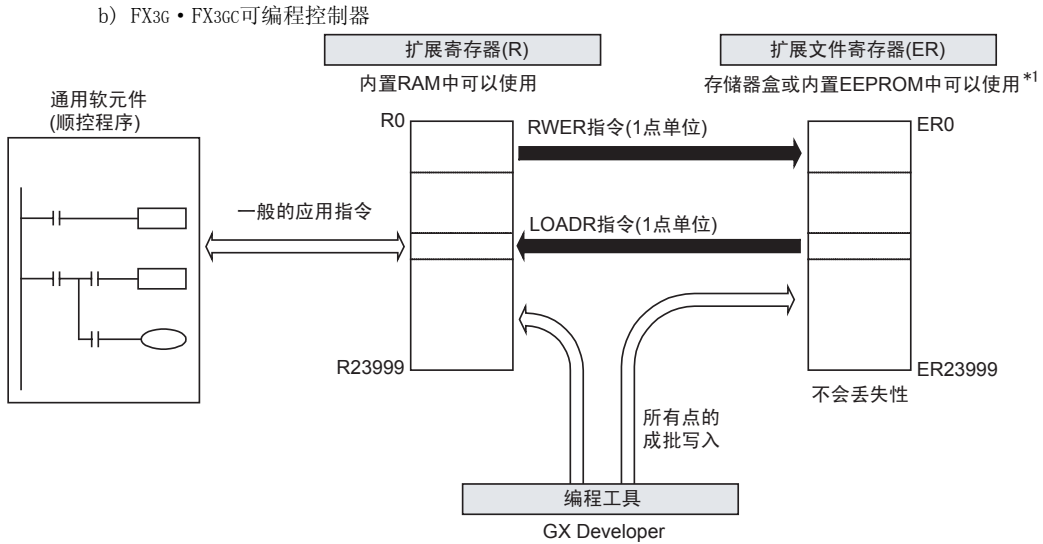 b) FX3G・FX3GC可编程控制器
扩展寄存器(R)
扩展文件寄存器(ER)
内置RAM中可以使用
存储器盒或内置EEPROM中可以使用*1
通用软元件
(顺控程序)
R0
RWER指令(1点单位)
ER0
一般的应用指令
LOADR指令(1点单位)
R23999
ER23999
不会丢失性
所有点的
成批写入
编程工具
GX Developer